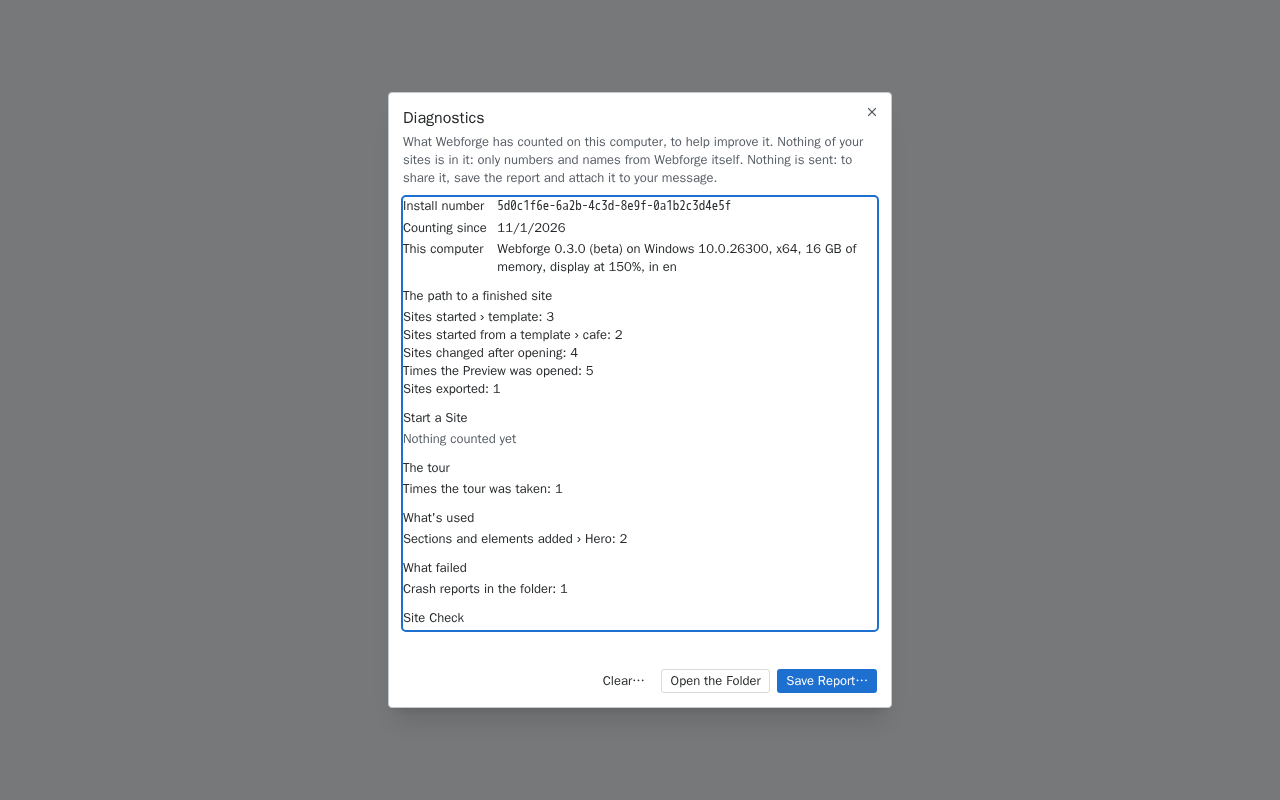 Diagnostics
What Webforge has counted on this computer, to help improve it. Nothing of your
sites is in it: only numbers and names from Webforge itself. Nothing is sent: to
share it, save the report and attach it to your message.
Install number 5d0c1f6e-6a2b-4c3d-8e9f-0a1b2c3d4e5f
Counting since 11/1/2026
This computer Webforge 0.3.0 (beta) on Windows 10.0.26300, x64, 16 GB of
memory, display at 150%, in en
The path to a finished site
Sites started › template: 3
Sites started from a template › cafe: 2
Sites changed after opening: 4
Times the Preview was opened: 5
Sites exported: 1
Start a Site
Nothing counted yet
The tour
Times the tour was taken: 1
What's used
Sections and elements added › Hero: 2
What failed
Crash reports in the folder: 1
Site Check
Clear… Open the Folder Save Report…